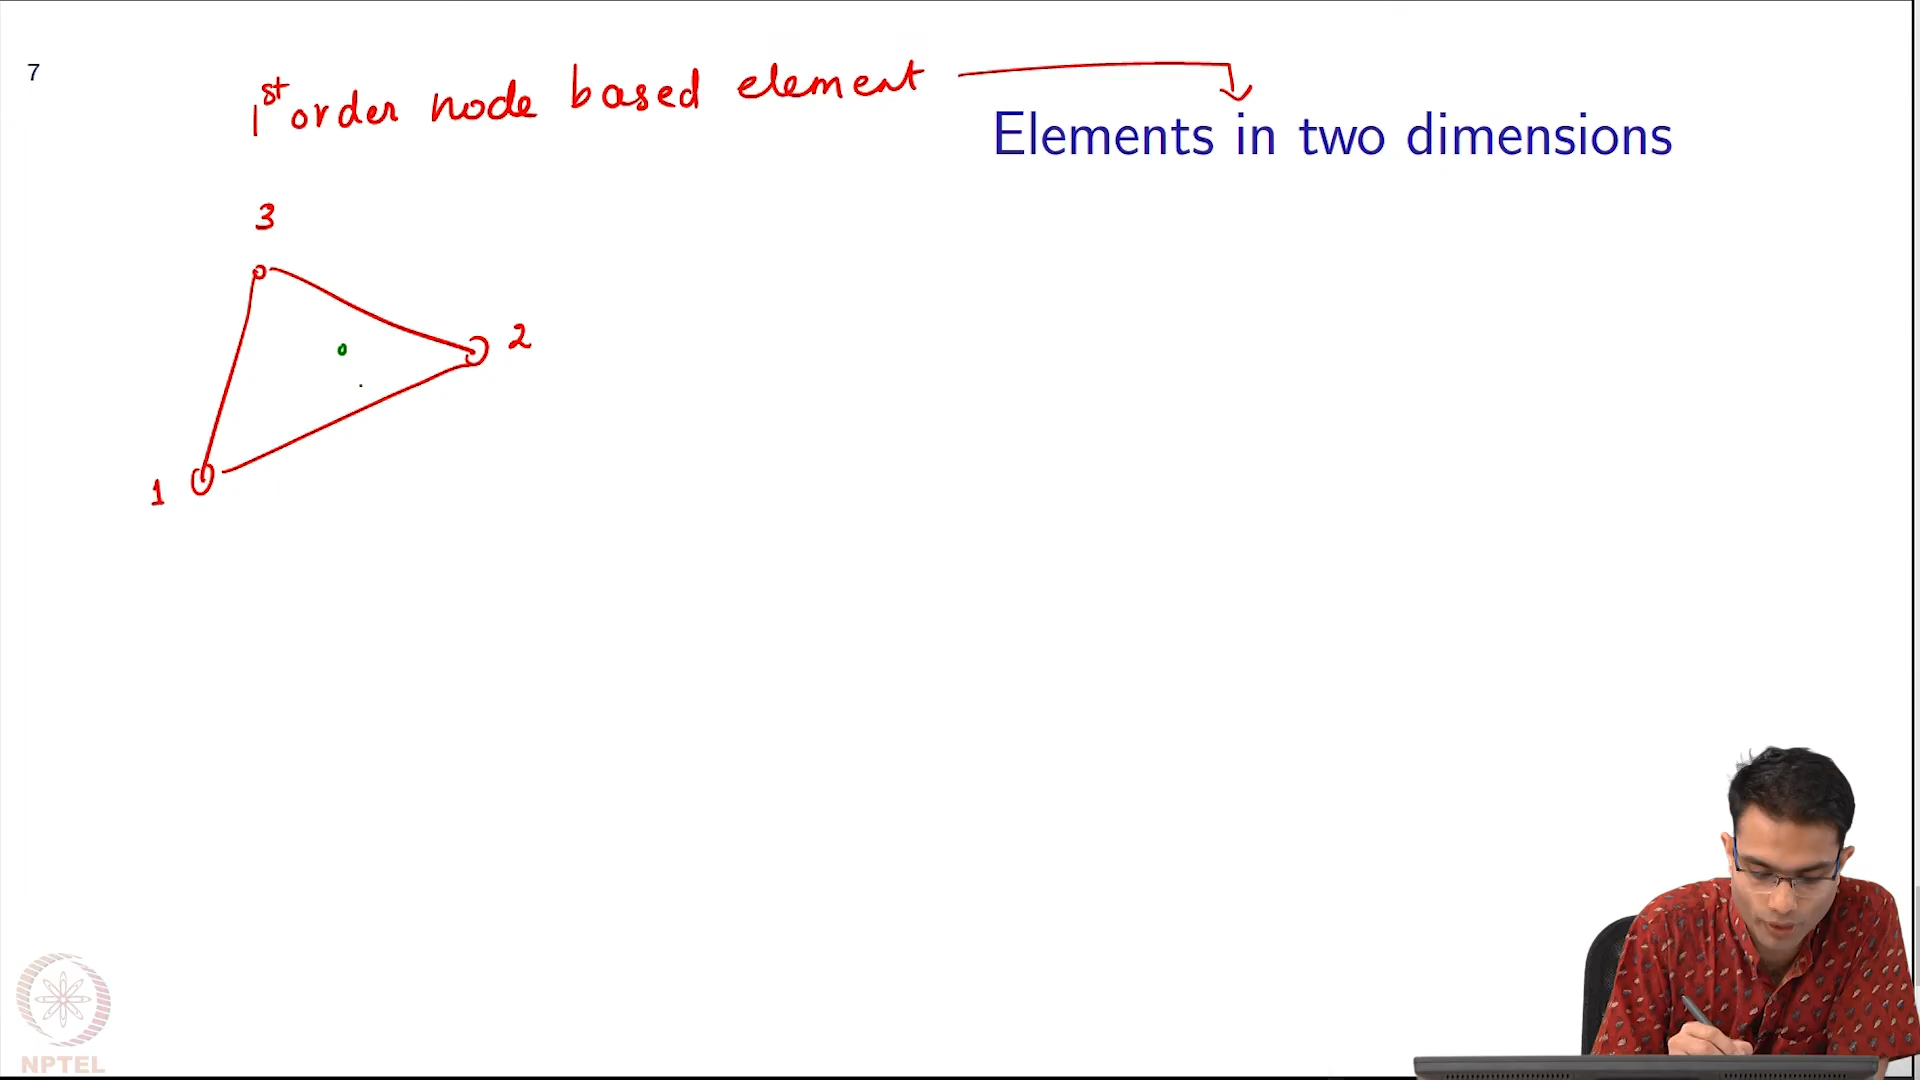 7
1st order node based element
Elements in two dimensions
3
2
1
NPTEL